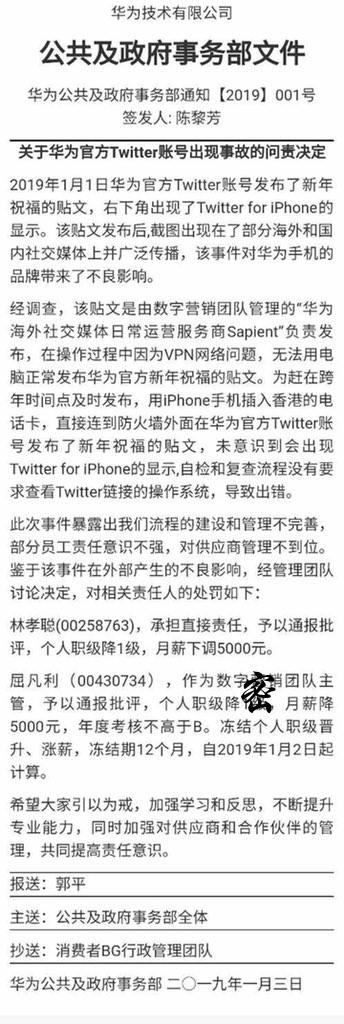 华为技术有限公司
公共及政府事务部文件
华为公共及政府事务部通知【2019】001号
签发人: 陈黎芳
关于华为官方Twitter账号出现事故的问责决定
2019年1月1日华为官方Twitter账号发布了新年
祝福的贴文，右下角出现了Twitter for iPhone的
显示。该贴文发布后,截图出现在了部分海外和国
内社交媒体上并广泛传播，该事件对华为手机的
品牌带来了不良影响。
经调查，该贴文是由数字营销团队管理的“华为
海外社交媒体日常运营服务商Sapient”负责发
布，在操作过程中因为VPN网络问题，无法用电
脑正常发布华为官方新年祝福的贴文。为赶在跨
年时间点及时发布，用iPhone手机插入香港的电
话卡，直接连到防火墙外面在华为官方Twitter账
号发布了新年祝福的贴文，未意识到会出现
Twitter for iPhone的显示,自检和复查流程没有要
求查看Twitter链接的操作系统，导致出错。
此次事件暴露出我们流程的建设和管理不完善，
部分员工责任意识不强，对供应商管理不到位。
鉴于该事件在外部产生的不良影响，经管理团队
讨论决定，对相关责任人的处罚如下：
林孝聪(00258763)，承担直接责任，予以通报批
评，个人职级降1级，月薪下调5000元。
屈凡利（00430734），作为数字 密 销团队主
管，予以通报批评，个人职级降 月薪降
5000元，年度考核不高于B。冻结个人职级晋
升、涨薪，冻结期12个月，自2019年1月2日起
计算。
希望大家引以为戒，加强学习和反思，不断提升
专业能力，同时加强对供应商和合作伙伴的管
理，共同提高责任意识。
报送：郭平
主送：公共及政府事务部全体
抄送：消费者BG行政管理团队
华为公共及政府事务部 二〇一九年一月三日